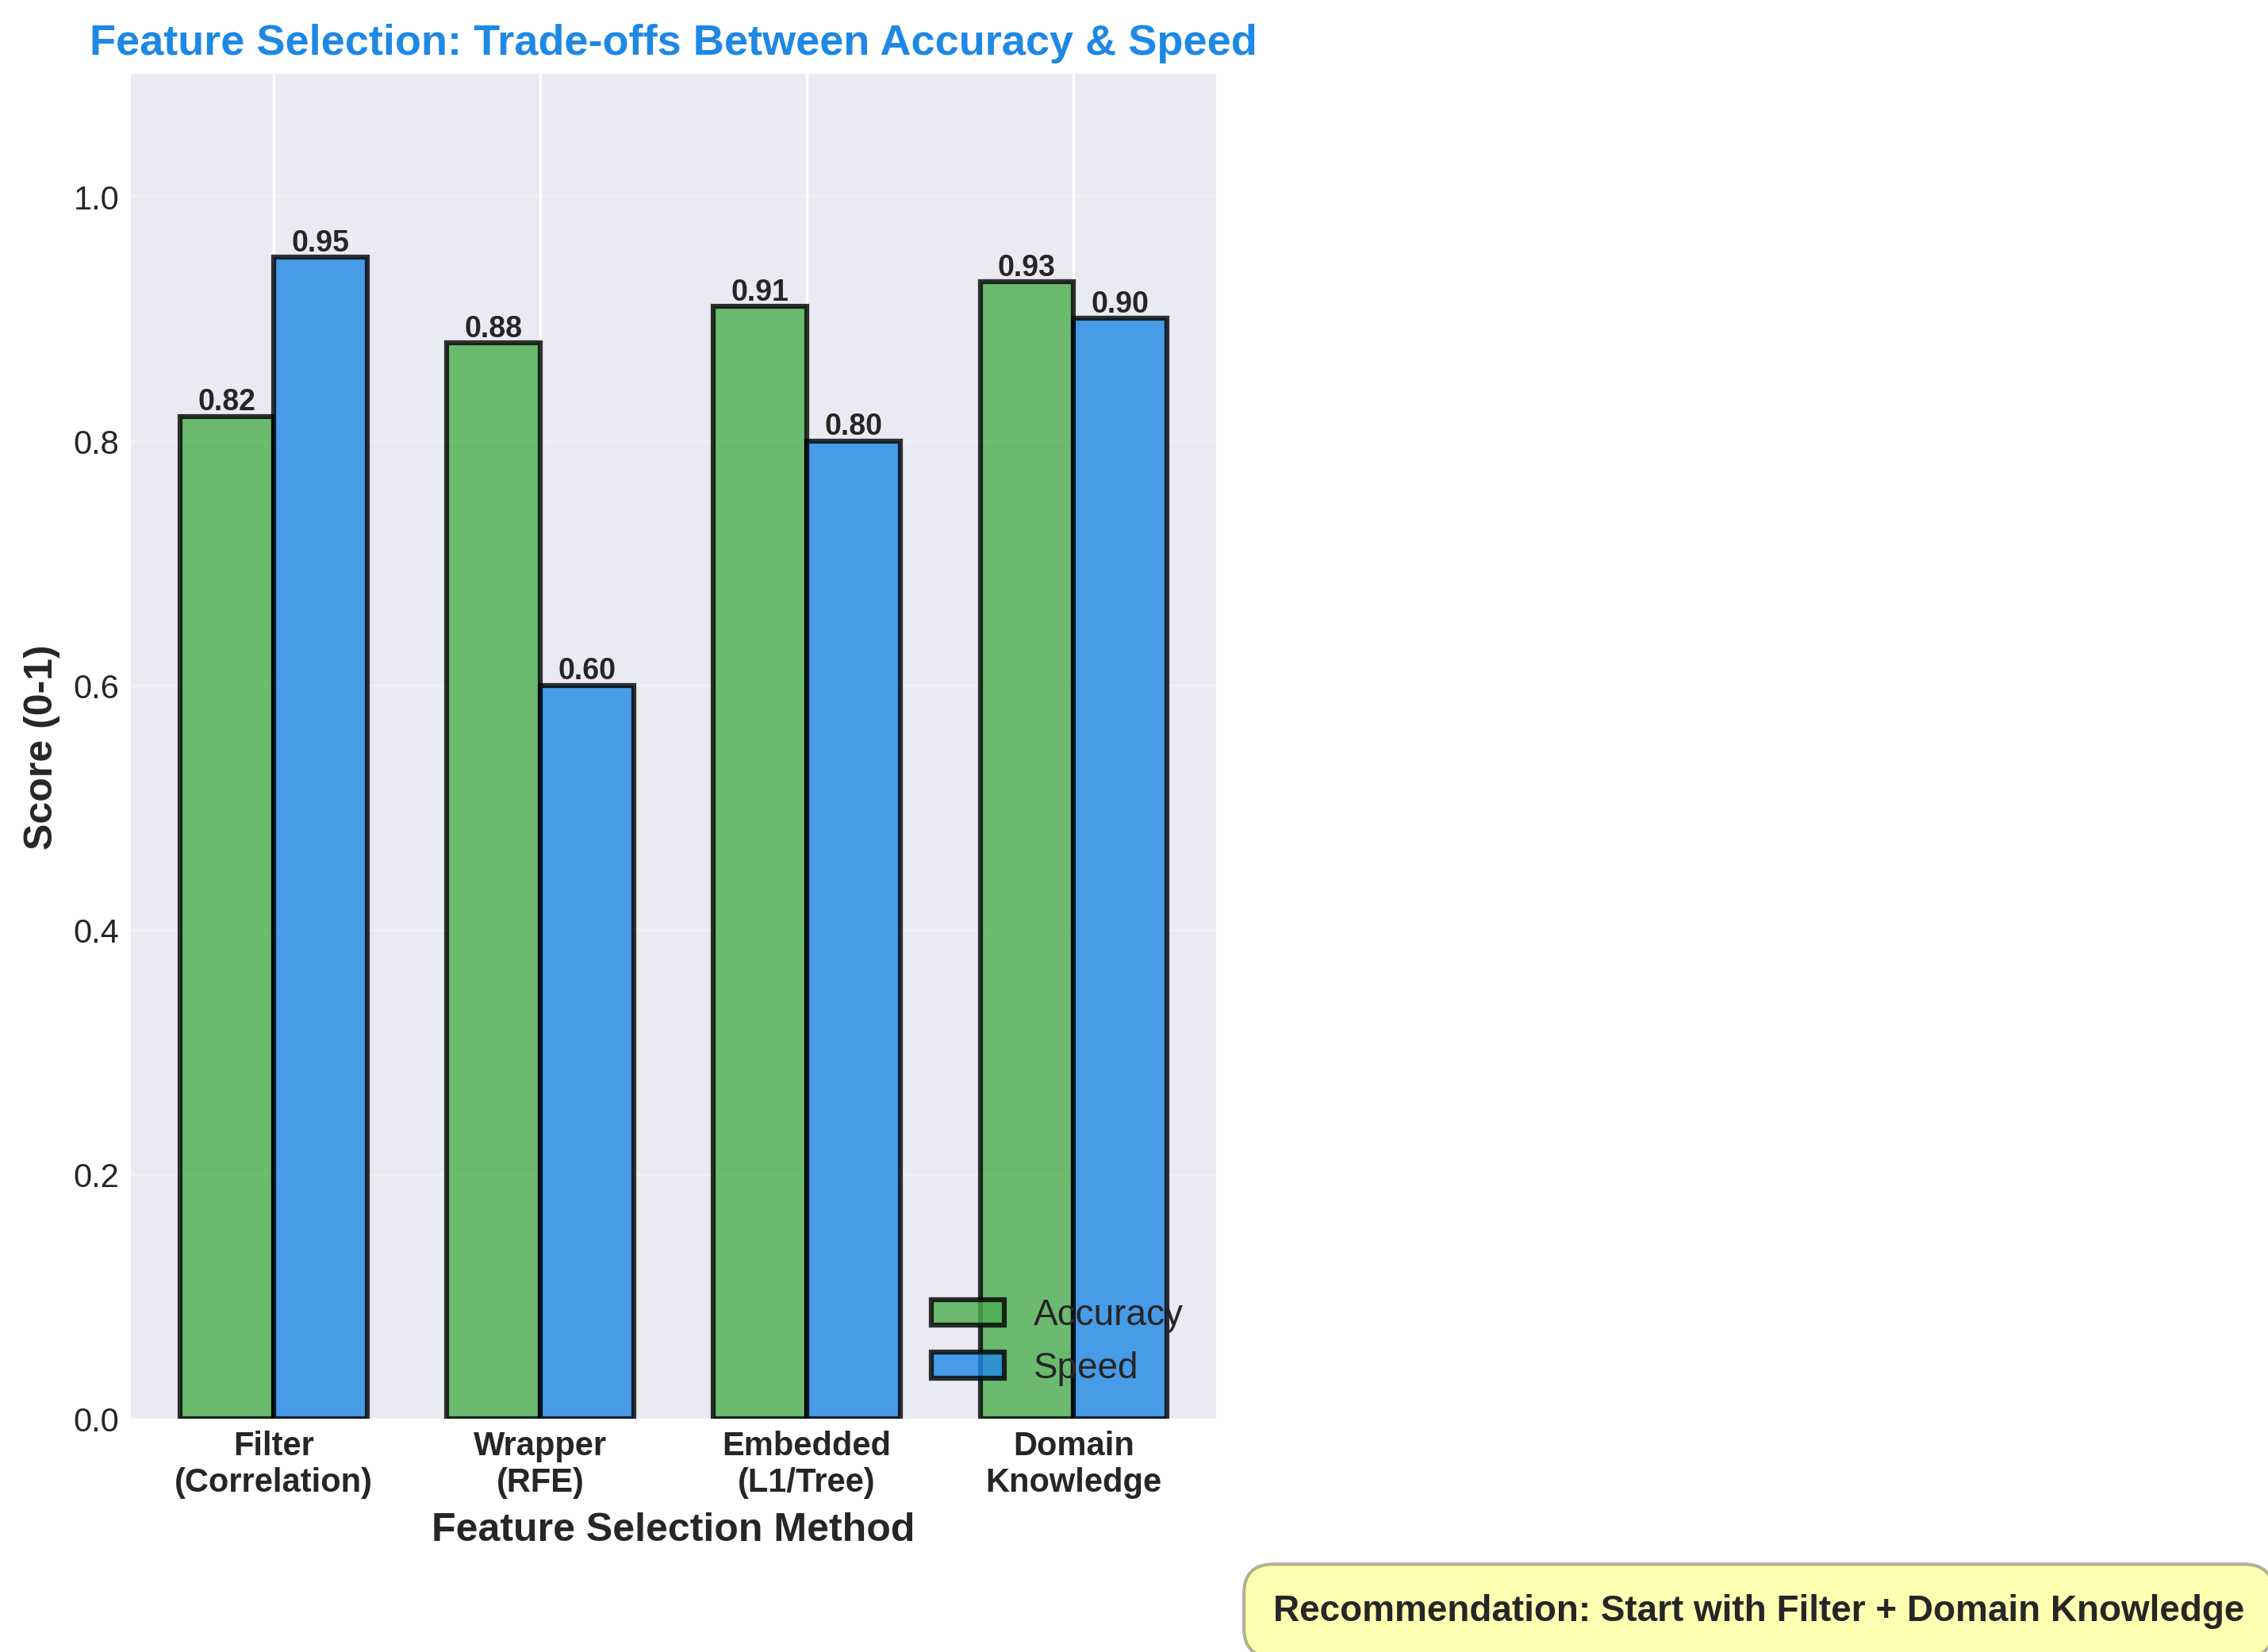 Feature Selection: Trade-offs Between Accuracy & Speed
Score (0-1)
1.0
0.8
0.6
0.4
0.2
0.0
0.82
0.95
0.88
0.60
0.91
0.80
0.93
0.90
Accuracy
Speed
Filter
(Correlation)
Wrapper
(RFE)
Embedded
(L1/Tree)
Domain
Knowledge
Feature Selection Method
Recommendation: Start with Filter + Domain Knowledge